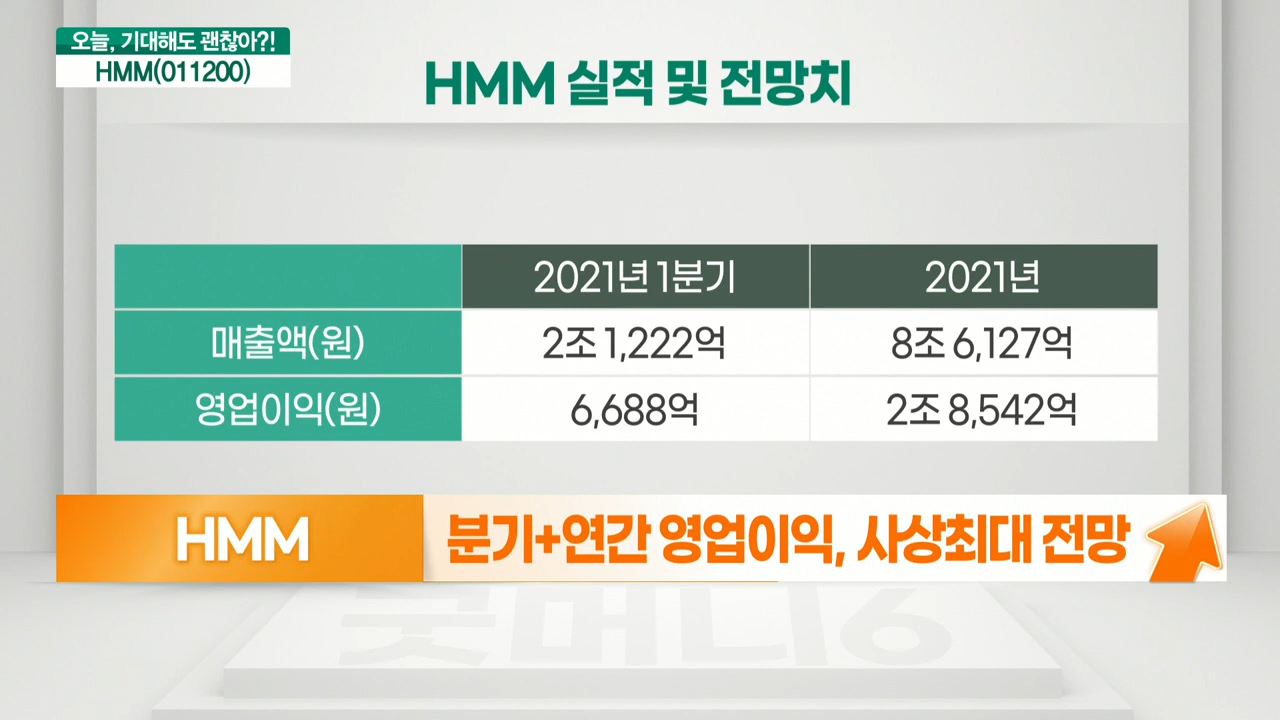 오늘, 기대해도 괜찮아?!
HMM(011200)
HMM 실적 및 전망치
2021년 1분기 2021년
매출액(원) 2조 1,222억 8조 6,127억
영업이익(원) 6,688억 2조 8,542억
HMM 분기+연간 영업이익, 사상최대 전망
굿머니6